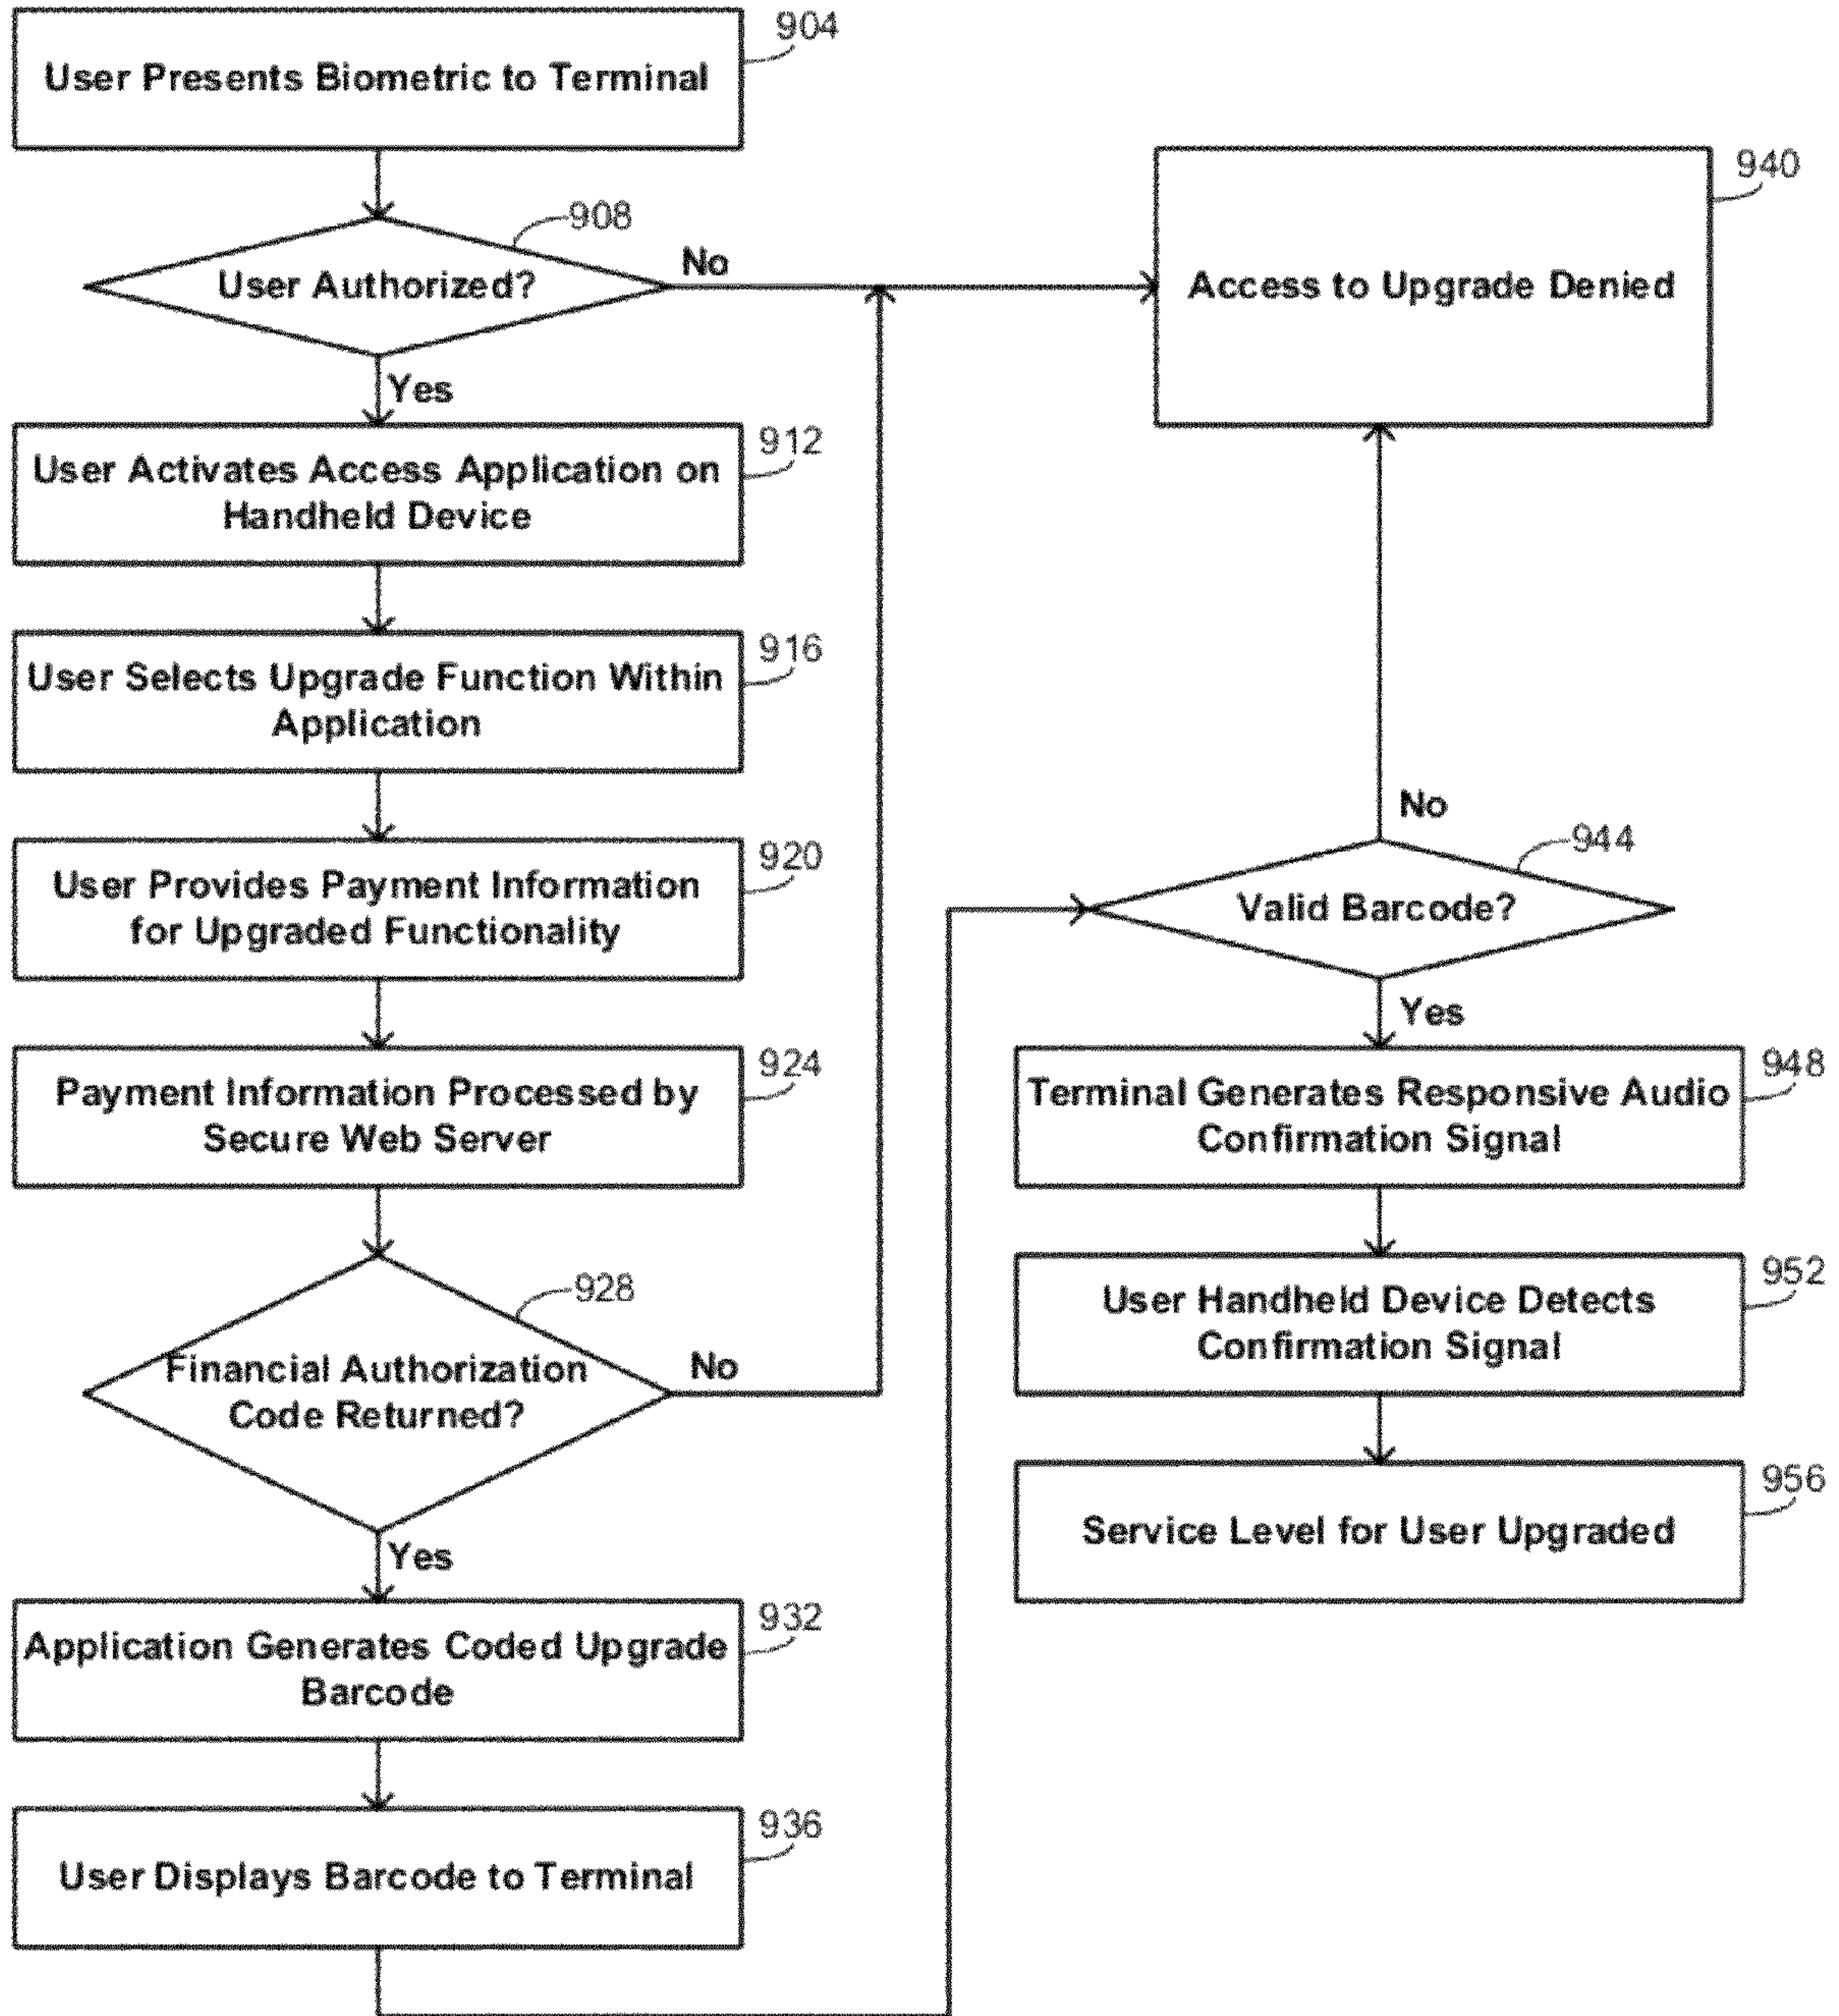 904
User Presents Biometric to Terminal
908
User Authorized?
No
Yes
912
User Activates Access Application on
Handheld Device
916
User Selects Upgrade Function Within
Application
920
User Provides Payment Information
for Upgraded Functionality
924
Payment Information Processed by
Secure Web Server
928
Financial Authorization
Code Returned?
No
Yes
932
Application Generates Coded Upgrade
Barcode
936
User Displays Barcode to Terminal
940
Access to Upgrade Denied
No
944
Valid Barcode?
Yes
948
Terminal Generates Responsive Audio
Confirmation Signal
952
User Handheld Device Detects
Confirmation Signal
956
Service Level for User Upgraded